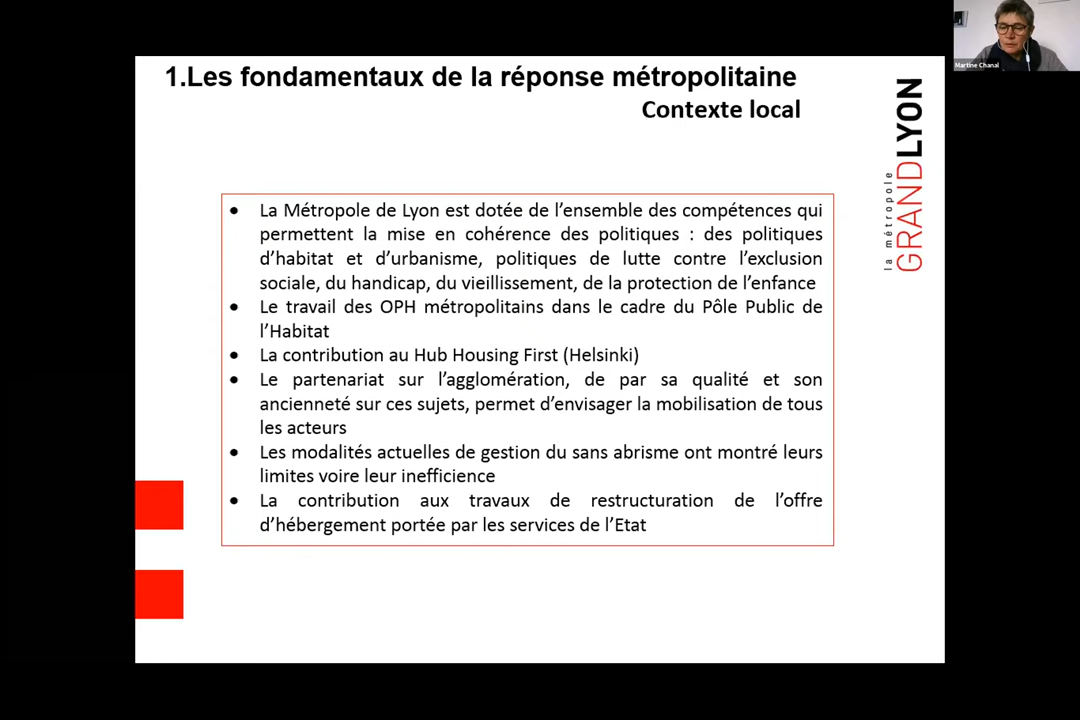 Martine Chanal
1.Les fondamentaux de la réponse métropolitaine
Contexte local
la métropole
GRANDLYON
• La Métropole de Lyon est dotée de l’ensemble des compétences qui
permettent la mise en cohérence des politiques : des politiques
d’habitat et d’urbanisme, politiques de lutte contre l’exclusion
sociale, du handicap, du vieillissement, de la protection de l’enfance
• Le travail des OPH métropolitains dans le cadre du Pôle Public de
l’Habitat
• La contribution au Hub Housing First (Helsinki)
• Le partenariat sur l’agglomération, de par sa qualité et son
ancienneté sur ces sujets, permet d’envisager la mobilisation de tous
les acteurs
• Les modalités actuelles de gestion du sans abrisme ont montré leurs
limites voire leur inefficience
• La contribution aux travaux de restructuration de l’offre
d’hébergement portée par les services de l’Etat